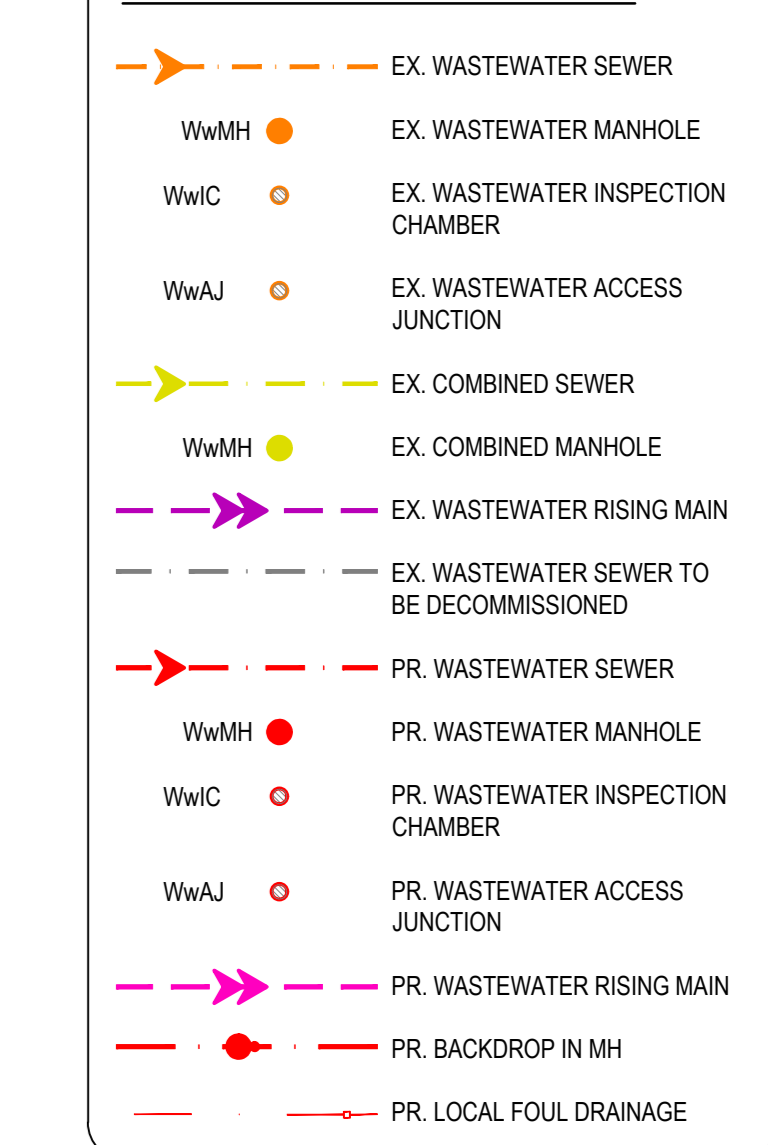 EX. WASTEWATER SEWER
WwMH EX. WASTEWATER MANHOLE
WwIC EX. WASTEWATER INSPECTION
CHAMBER
WwAJ EX. WASTEWATER ACCESS
JUNCTION
EX. COMBINED SEWER
WwMH EX. COMBINED MANHOLE
EX. WASTEWATER RISING MAIN
EX. WASTEWATER SEWER TO
BE DECOMMISSIONED
PR. WASTEWATER SEWER
WwMH PR. WASTEWATER MANHOLE
WwIC PR. WASTEWATER INSPECTION
CHAMBER
WwAJ PR. WASTEWATER ACCESS
JUNCTION
PR. WASTEWATER RISING MAIN
PR. BACKDROP IN MH
PR. LOCAL FOUL DRAINAGE